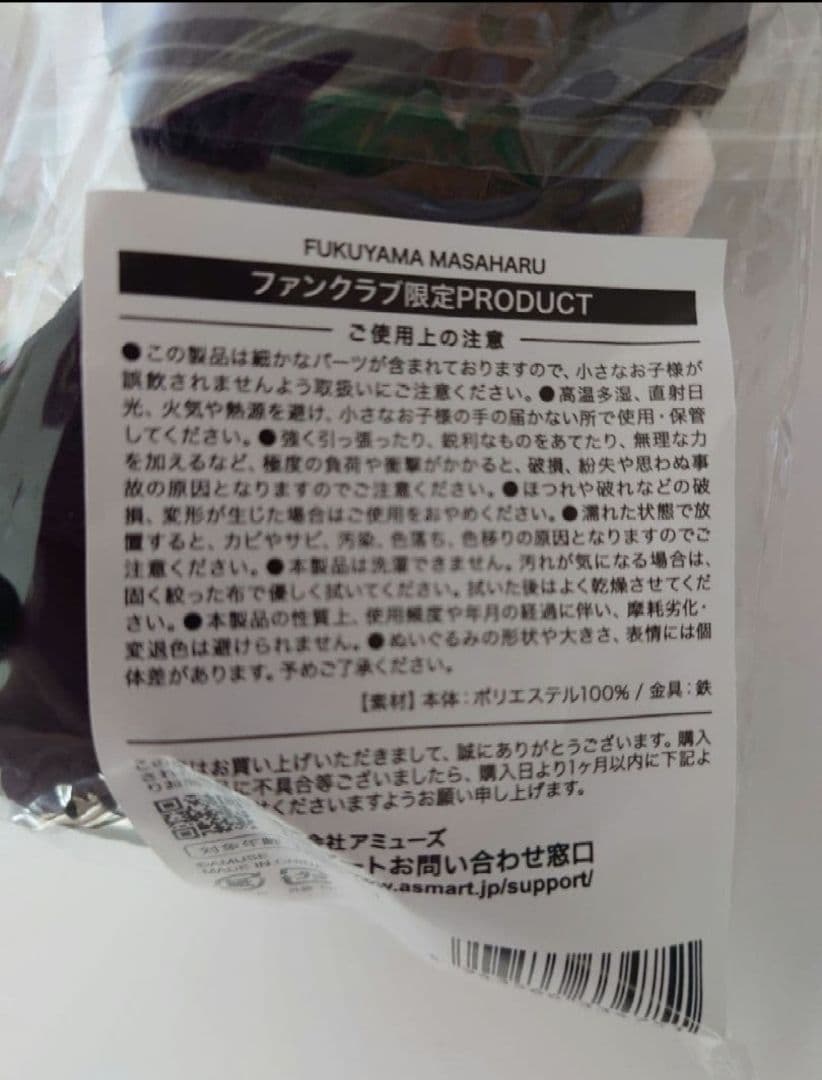 FUKUYAMA MASAHARU
ファンクラブ限定PRODUCT
ご使用上の注意
●この製品は細かなパーツが含まれておりますので、小さなお子様が
誤飲されませんよう取扱いにご注意ください。●高温多湿、直射日
光、火気や熱源を避け、小さなお子様の手の届かない所で使用・保管
してください。●強く引っ張ったり、鋭利なものをあてたり、無理な力
を加えるなど、極度の負荷や衝撃がかかると、破損、紛失や思わぬ事
故の原因となりますのでご注意ください。●ほつれや破れなどの破
損、変形が生じた場合はご使用をおやめください。●濡れた状態で放
置すると、カビやサビ、汚染、色落ち、色移りの原因となりますのでご
注意ください。●本製品は洗濯できません。汚れが気になる場合は、
固く絞った布で優しく拭いてください。拭いた後はよく乾燥させてくだ
さい。●本製品の性質上、使用頻度や年月の経過に伴い、摩耗劣化・
変退色は避けられません。●ぬいぐるみの形状や大きさ、表情には個
体差があります。予めご了承ください。
【素材】本体：ポリエステル100% / 金具：鉄
この はお買い上げいただきまして、誠にありがとうございます。購入
に不具合等ございましたら、購入日より1ヶ月以内に下記よ
りお くださいますようお願い申し上げます。
対象年齢
会社アミューズ
©AMUSE
ートお問い合わせ窓口
MADE IN CHINA
.asmart.jp/support/